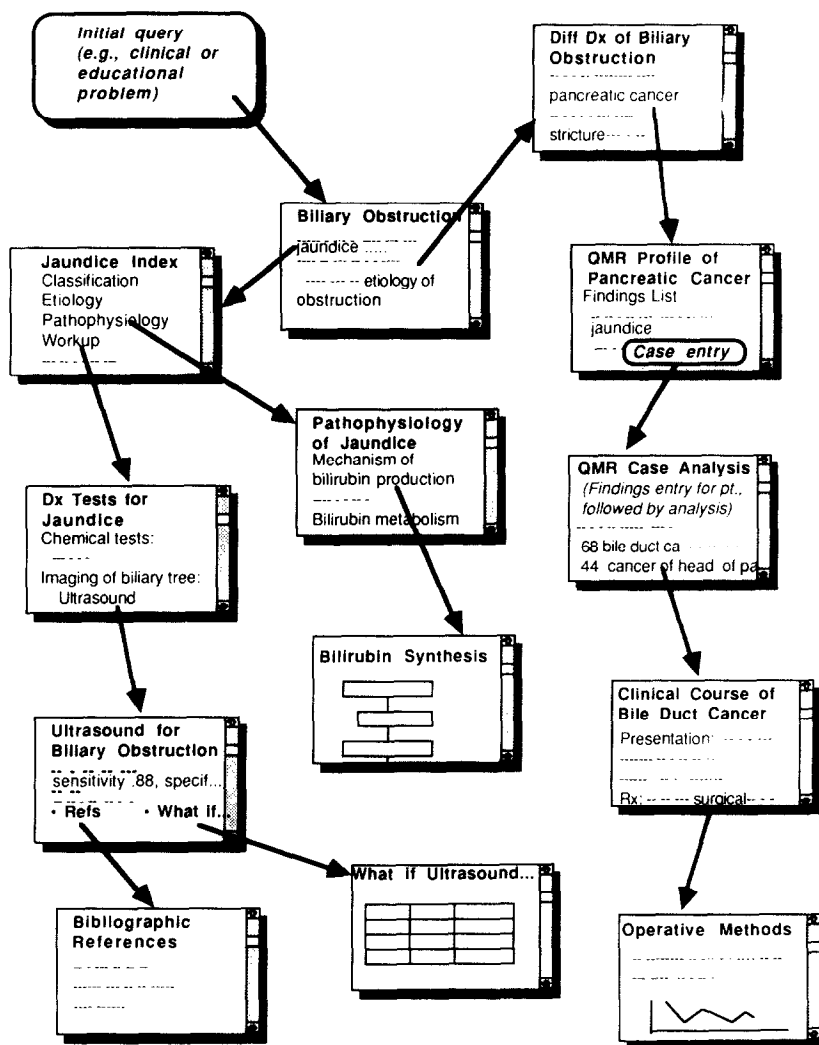 Initial query
(e.g., clinical or
educational
problem)
Diff Dx of Biliary
Obstruction
pancreatic cancer
stricture
Biliary Obstruction
jaundice
etiology of
obstruction
Jaundice Index
Classification
Etiology
Pathophysiology
Workup
QMR Profile of
Pancreatic Cancer
Findings List
jaundice
Case entry
Pathophysiology
of Jaundice
Mechanism of
bilirubin production
Bilirubin metabolism
QMR Case Analysis
(Findings entry for pt.,
followed by analysis)
68 bile duct ca
44 cancer of head of pa
Dx Tests for
Jaundice
Chemical tests:
Imaging of biliary tree:
Ultrasound
Bilirubin Synthesis
Clinical Course of
Bile Duct Cancer
Presentation:
Rx: surgical
Ultrasound for
Biliary Obstruction
sensitivity .88, specif...
• Refs • What if...
What if Ultrasound...
Bibliographic
References
Operative Methods